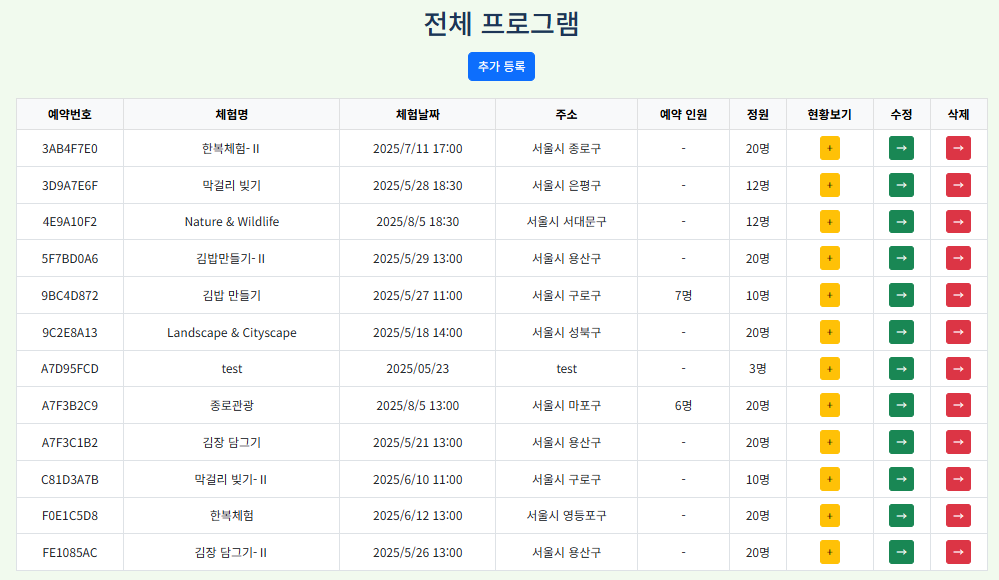 전체 프로그램
추가 등록
예약번호 체험명 체험날짜 주소 예약 인원 정원 현황보기 수정 삭제
3AB4F7E0 한복체험-Ⅱ 2025/7/11 17:00 서울시 종로구 - 20명 + → →
3D9A7E6F 막걸리 빚기 2025/5/28 18:30 서울시 은평구 - 12명 + → →
4E9A10F2 Nature & Wildlife 2025/8/5 18:30 서울시 서대문구 - 12명 + → →
5F7BD0A6 김밥만들기-Ⅱ 2025/5/29 13:00 서울시 용산구 - 20명 + → →
9BC4D872 김밥 만들기 2025/5/27 11:00 서울시 구로구 7명 10명 + → →
9C2E8A13 Landscape & Cityscape 2025/5/18 14:00 서울시 성북구 - 20명 + → →
A7D95FCD test 2025/05/23 test - 3명 + → →
A7F3B2C9 종로관광 2025/8/5 13:00 서울시 마포구 6명 20명 + → →
A7F3C1B2 김장 담그기 2025/5/21 13:00 서울시 용산구 - 20명 + → →
C81D3A7B 막걸리 빚기-Ⅱ 2025/6/10 11:00 서울시 구로구 - 10명 + → →
F0E1C5D8 한복체험 2025/6/12 13:00 서울시 영등포구 - 20명 + → →
FE1085AC 김장 담그기-Ⅱ 2025/5/26 13:00 서울시 용산구 - 20명 + → →